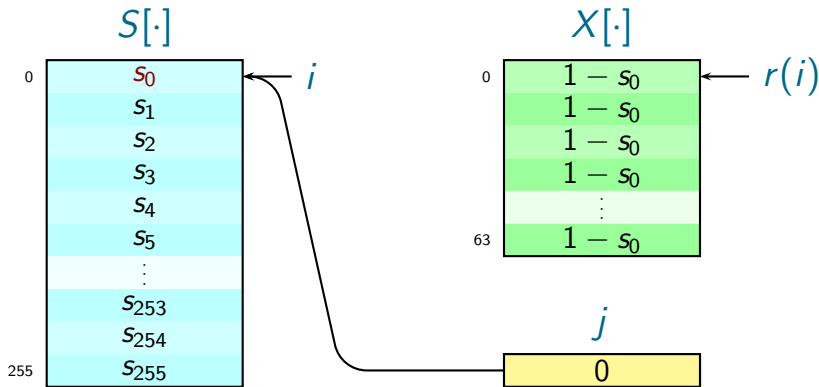 S[·]
0
s₀
i
s₁
s₂
s₃
s₄
s₅
⋮
s₂₅₃
s₂₅₄
255
s₂₅₅
X[·]
0
1 − s₀
r(i)
1 − s₀
1 − s₀
1 − s₀
⋮
63
1 − s₀
j
0